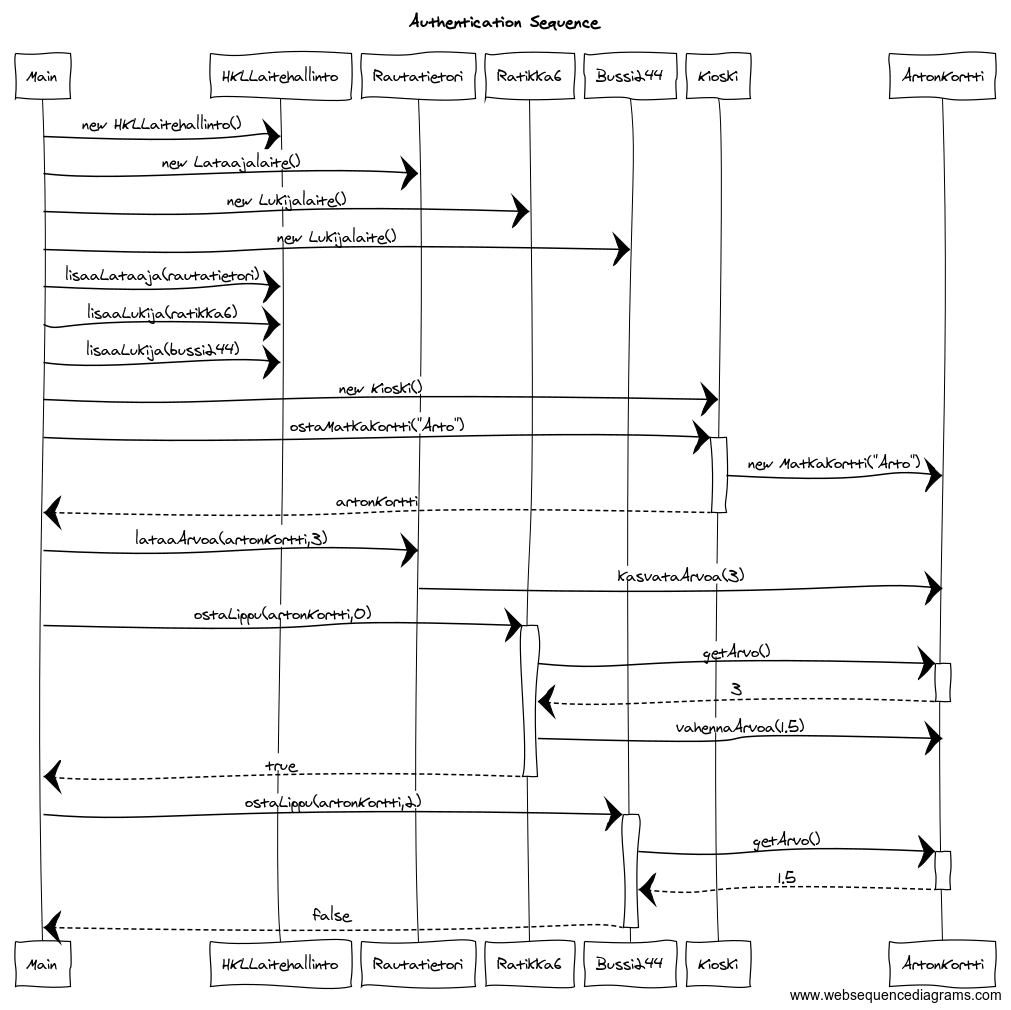 Authentication Sequence
Main HKLLaitehallinto Rautatietori Ratikka6 Bussi244 Kioski ArtonKortti
new HKLLaitehallinto()
new Lataajalaite()
new Lukijalaite()
new Lukijalaite()
lisaaLataaja(rautatietori)
lisaaLukija(ratikka6)
lisaaLukija(bussi244)
new Kioski()
ostaMatkakortti("Arto")
new Matkakortti("Arto")
artonKortti
lataaArvoa(artonKortti,3)
kasvataArvoa(3)
ostaLippu(artonKortti,0)
getArvo()
3
vahennaArvoa(1.5)
true
ostaLippu(artonKortti,2)
getArvo()
1.5
false
Main HKLLaitehallinto Rautatietori Ratikka6 Bussi244 Kioski ArtonKortti
www.websequencediagrams.com